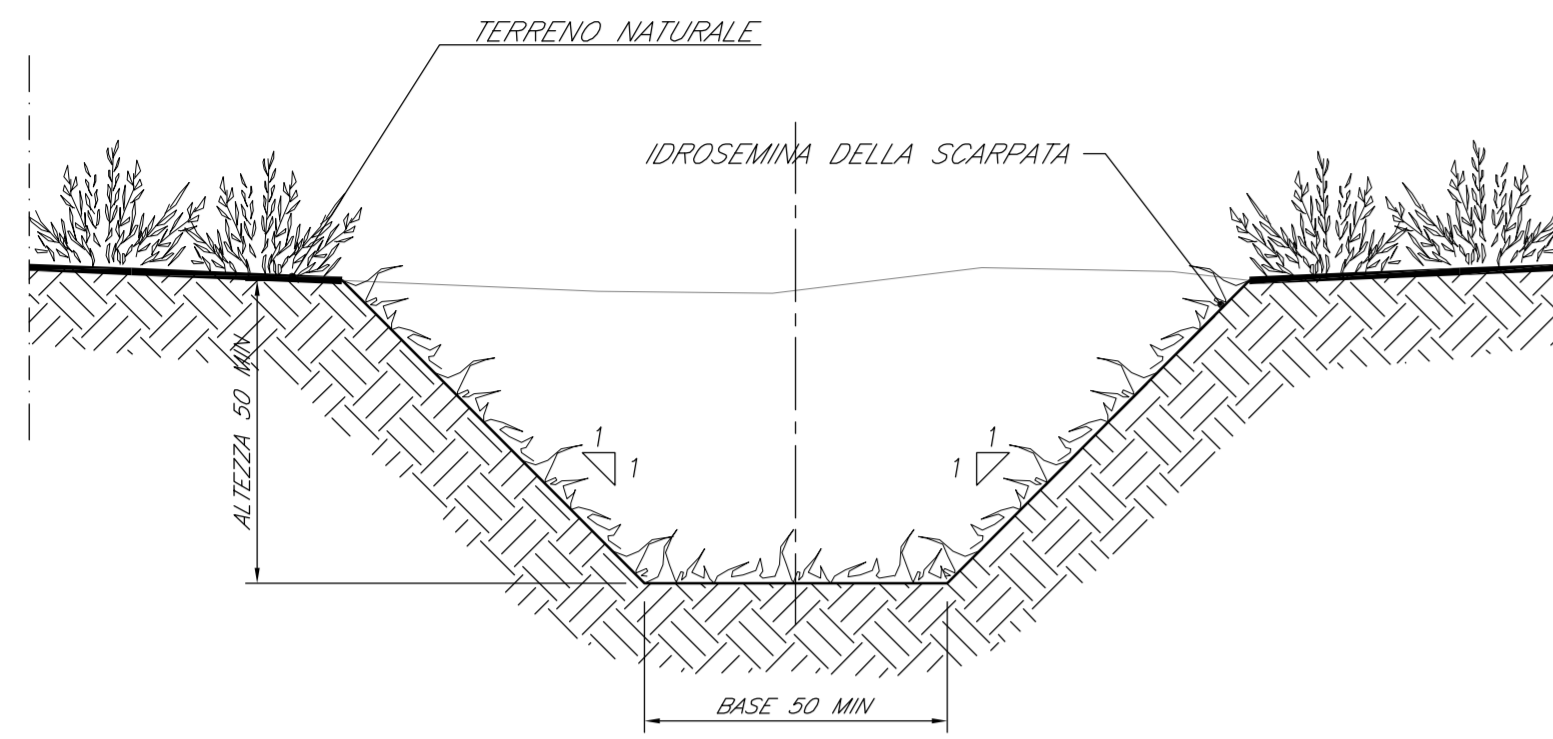 TERRENO NATURALE
IDROSEMINA DELLA SCARPATA
ALTEZZA 50 MIN
1
1
1
1
BASE 50 MIN